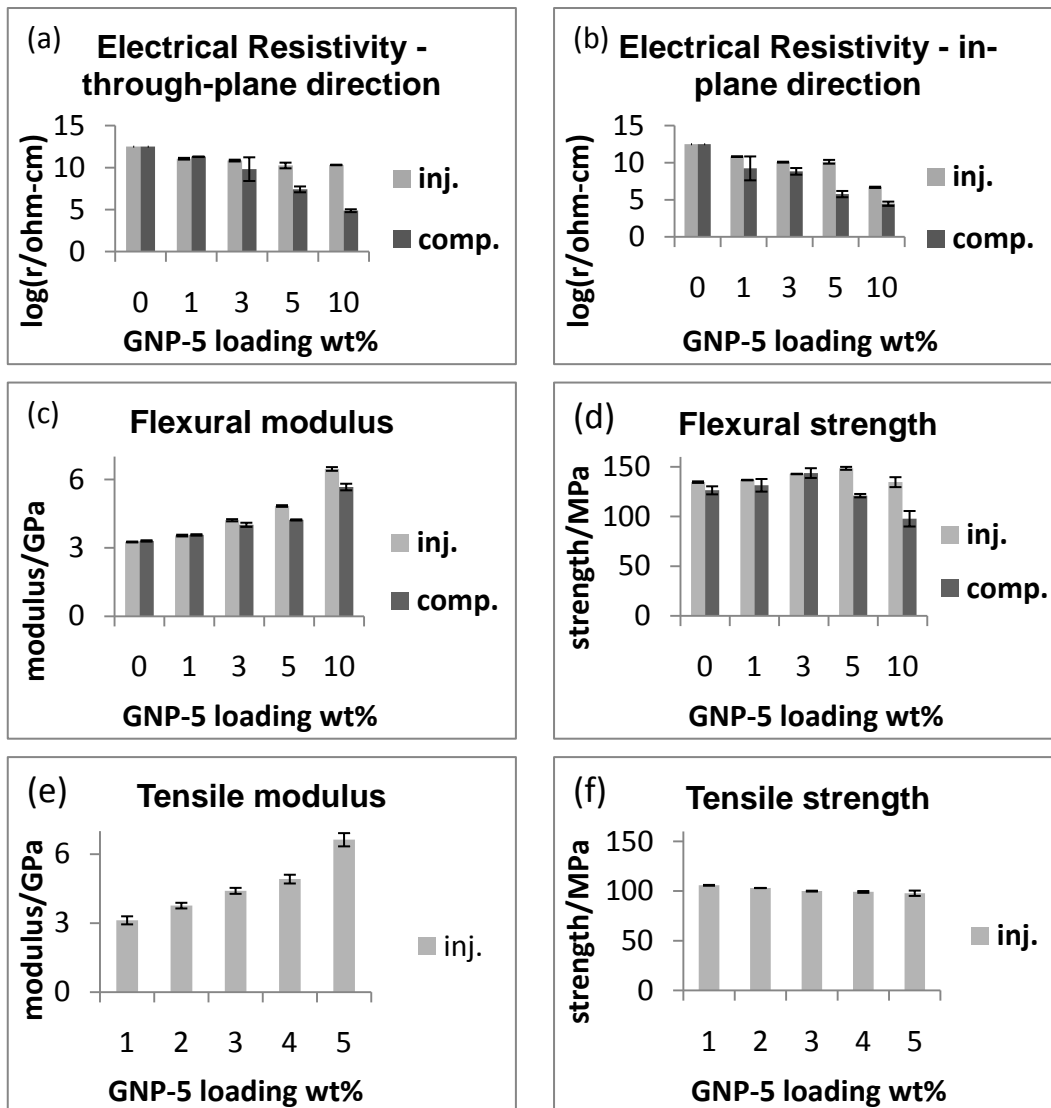 (a)
Electrical Resistivity -
through-plane direction
log(r/ohm-cm)
15
10
5
0
0 1 3 5 10
GNP-5 loading wt%
inj.
comp.
(b)
Electrical Resistivity - in-
plane direction
log(r/ohm-cm)
15
10
5
0
0 1 3 5 10
GNP-5 loading wt%
inj.
comp.
(c)
Flexural modulus
modulus/GPa
6
3
0
0 1 3 5 10
GNP-5 loading wt%
inj.
comp.
(d)
Flexural strength
strength/MPa
150
100
50
0
0 1 3 5 10
GNP-5 loading wt%
inj.
comp.
(e)
Tensile modulus
modulus/GPa
6
3
0
1 2 3 4 5
GNP-5 loading wt%
inj.
(f)
Tensile strength
strength/MPa
150
100
50
0
1 2 3 4 5
GNP-5 loading wt%
inj.